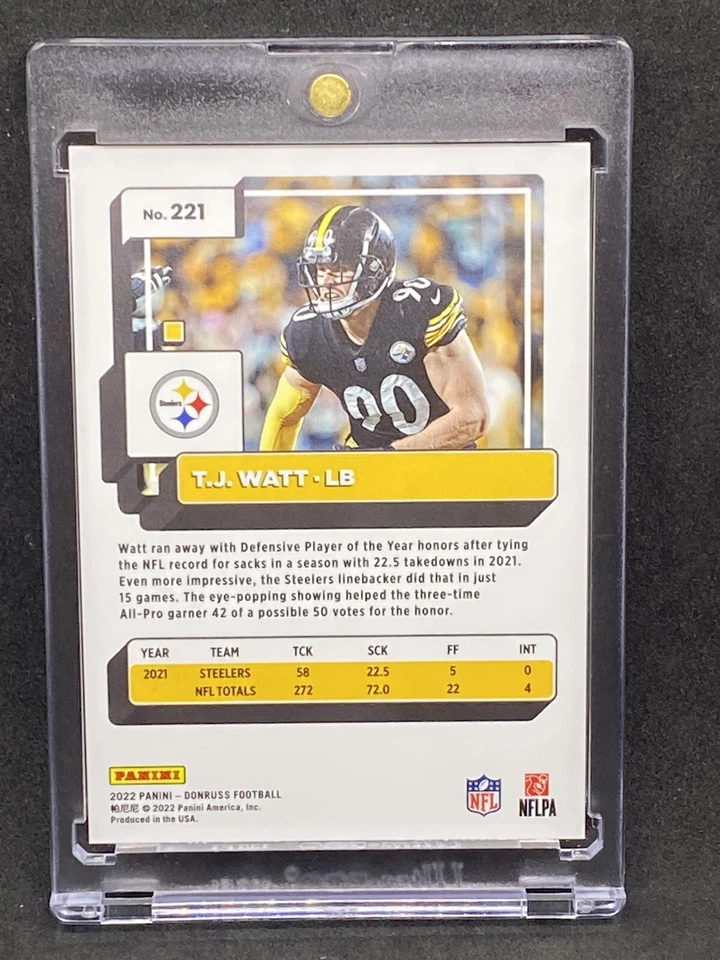 No. 221
90
90
Steelers
T.J. WATT · LB
Watt ran away with Defensive Player of the Year honors after tying
the NFL record for sacks in a season with 22.5 takedowns in 2021.
Even more impressive, the Steelers linebacker did that in just
15 games. The eye-popping showing helped the three-time
All-Pro garner 42 of a possible 50 votes for the honor.
YEAR TEAM TCK SCK FF INT
2021 STEELERS 58 22.5 5 0
NFL TOTALS 272 72.0 22 4
PANINI
2022 PANINI – DONRUSS FOOTBALL
帕尼尼 © 2022 Panini America, Inc.
Produced in the USA.
NFL
NFLPA